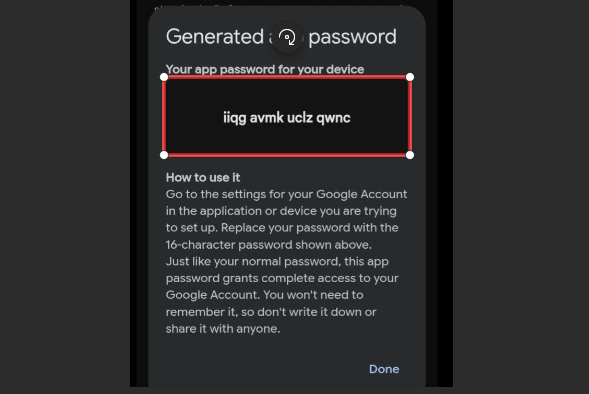 Generated a password
Your app password for your device
iiqg avmk uclz qwnc
How to use it
Go to the settings for your Google Account
in the application or device you are trying
to set up. Replace your password with the
16-character password shown above.
Just like your normal password, this app
password grants complete access to your
Google Account. You won't need to
remember it, so don't write it down or
share it with anyone.
Done